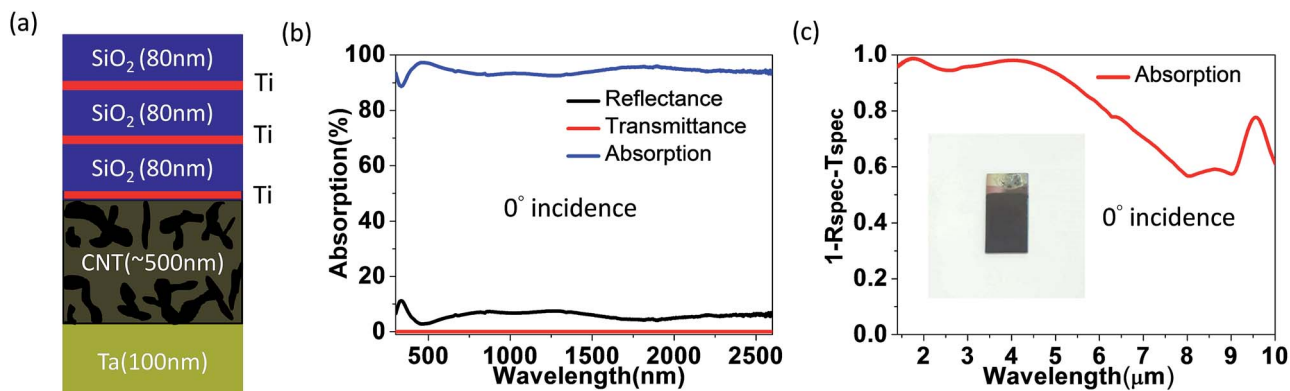 (a)
SiO₂ (80nm)
Ti
SiO₂ (80nm)
Ti
SiO₂ (80nm)
Ti
CNT(~500nm)
Ta(100nm)
(b)
Absorption(%)
100
80
60
40
20
0
Reflectance
Transmittance
Absorption
0° incidence
500 1000 1500 2000 2500
Wavelength(nm)
(c)
1-Rspec-Tspec
1.0
0.8
0.6
0.4
0.2
0.0
Absorption
0° incidence
2 3 4 5 6 7 8 9 10
Wavelength(μm)